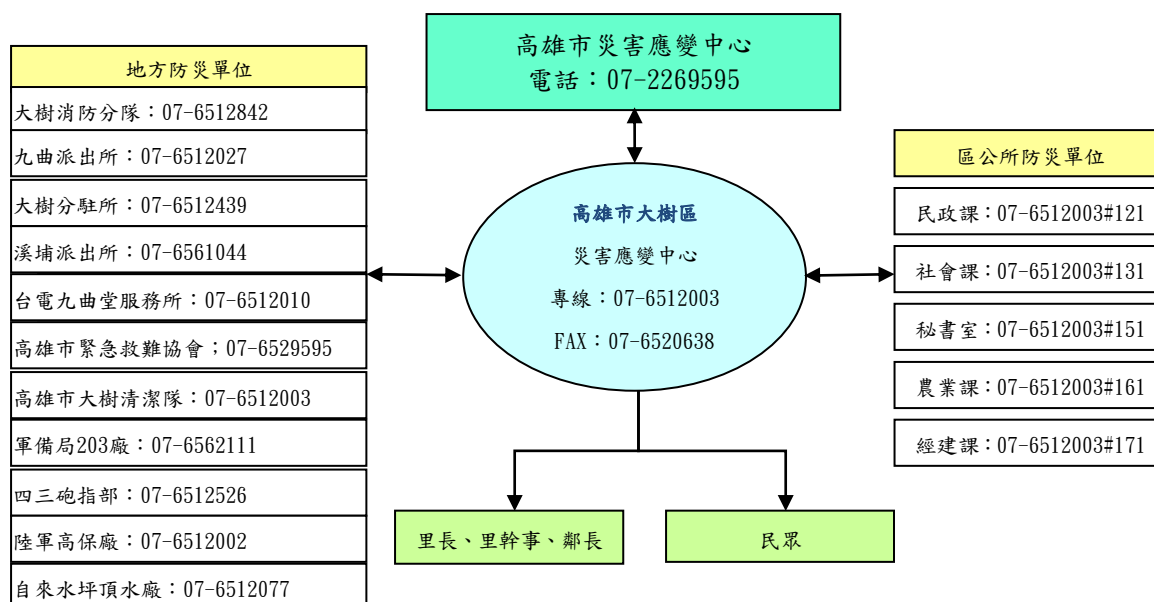 高雄市災害應變中心
電話：07-2269595
地方防災單位
大樹消防分隊：07-6512842
九曲派出所：07-6512027
大樹分駐所：07-6512439
溪埔派出所：07-6561044
台電九曲堂服務所：07-6512010
高雄市緊急救難協會；07-6529595
高雄市大樹清潔隊：07-6512003
軍備局203廠：07-6562111
四三砲指部：07-6512526
陸軍高保廠：07-6512002
自來水坪頂水廠：07-6512077
高雄市大樹區
災害應變中心
專線：07-6512003
FAX：07-6520638
區公所防災單位
民政課：07-6512003#121
社會課：07-6512003#131
秘書室：07-6512003#151
農業課：07-6512003#161
經建課：07-6512003#171
里長、里幹事、鄰長
民眾